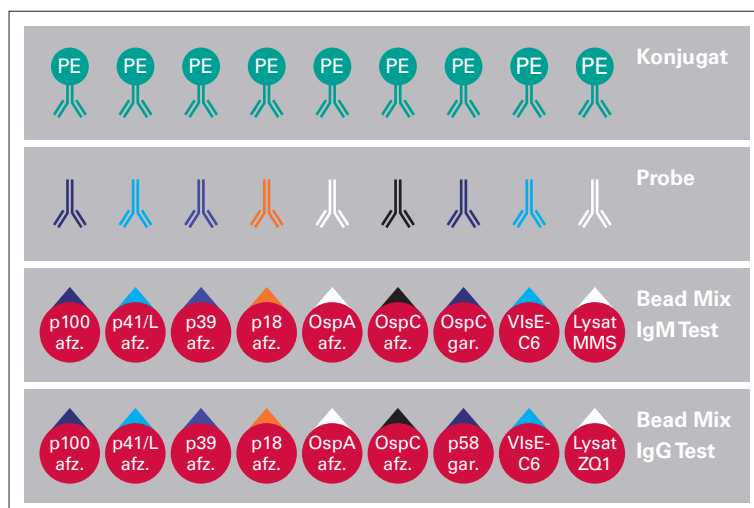 PE PE PE PE PE PE PE PE PE
Konjugat
Probe
p100 afz.
p41/L afz.
p39 afz.
p18 afz.
OspA afz.
OspC afz.
OspC gar.
VlsE- C6
Lysat MMS
Bead Mix
IgM Test
p100 afz.
p41/L afz.
p39 afz.
p18 afz.
OspA afz.
OspC afz.
p58 gar.
VlsE- C6
Lysat ZQ1
Bead Mix
IgG Test